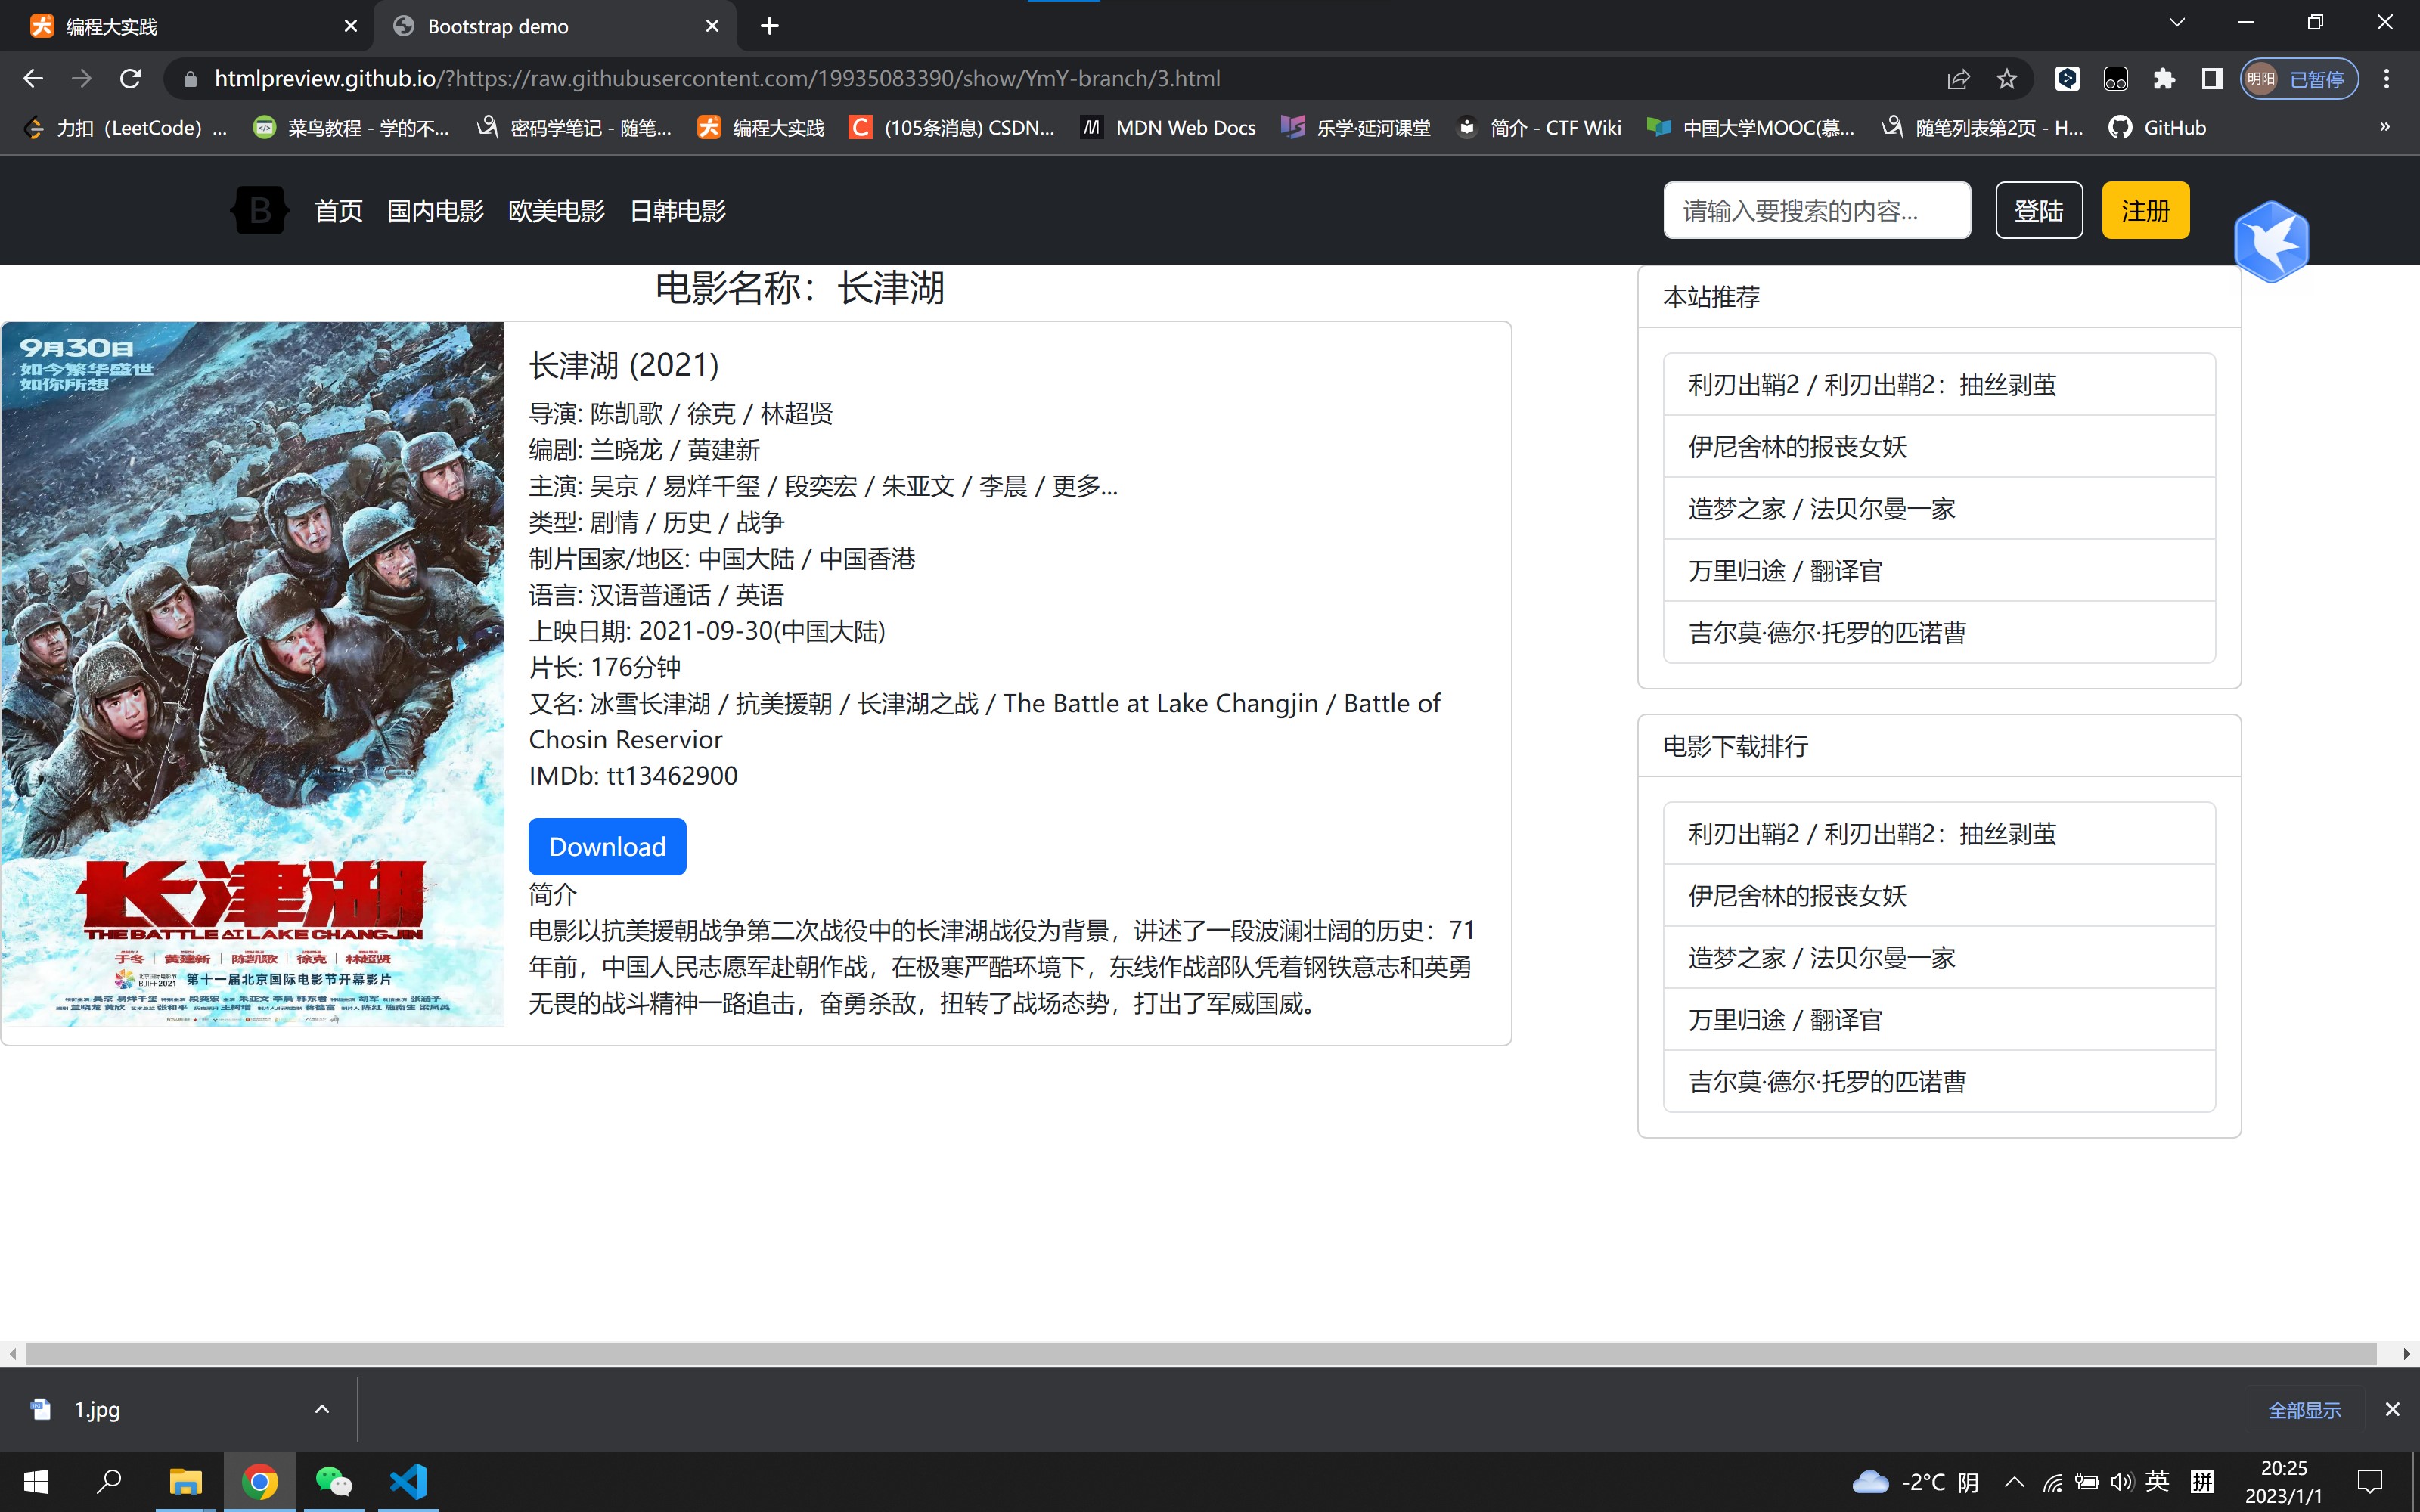 编程大实践
Bootstrap demo
htmlpreview.github.io/?https://raw.githubusercontent.com/19935083390/show/YmY-branch/3.html
明阳 已暂停
力扣（LeetCode）...
菜鸟教程 - 学的不...
密码学笔记 - 随笔...
编程大实践
(105条消息) CSDN...
MDN Web Docs
乐学·延河课堂
简介 - CTF Wiki
中国大学MOOC(慕...
随笔列表第2页 - H...
GitHub
»
B
首页 国内电影 欧美电影 日韩电影
请输入要搜索的内容...
登陆
注册
电影名称：长津湖
9月30日
如今繁华盛世
如你所想
长津湖
THE BATTLE AT LAKE CHANGJIN
于冬 | 黄建新 | 陈凯歌 | 徐克 | 林超贤
BJIFF2021 第十一届北京国际电影节开幕影片
长津湖 (2021)
导演: 陈凯歌 / 徐克 / 林超贤
编剧: 兰晓龙 / 黄建新
主演: 吴京 / 易烊千玺 / 段奕宏 / 朱亚文 / 李晨 / 更多...
类型: 剧情 / 历史 / 战争
制片国家/地区: 中国大陆 / 中国香港
语言: 汉语普通话 / 英语
上映日期: 2021-09-30(中国大陆)
片长: 176分钟
又名: 冰雪长津湖 / 抗美援朝 / 长津湖之战 / The Battle at Lake Changjin / Battle of
Chosin Reservior
IMDb: tt13462900
Download
简介
电影以抗美援朝战争第二次战役中的长津湖战役为背景，讲述了一段波澜壮阔的历史：71
年前，中国人民志愿军赴朝作战，在极寒严酷环境下，东线作战部队凭着钢铁意志和英勇
无畏的战斗精神一路追击，奋勇杀敌，扭转了战场态势，打出了军威国威。
本站推荐
利刃出鞘2 / 利刃出鞘2：抽丝剥茧
伊尼舍林的报丧女妖
造梦之家 / 法贝尔曼一家
万里归途 / 翻译官
吉尔莫·德尔·托罗的匹诺曹
电影下载排行
利刃出鞘2 / 利刃出鞘2：抽丝剥茧
伊尼舍林的报丧女妖
造梦之家 / 法贝尔曼一家
万里归途 / 翻译官
吉尔莫·德尔·托罗的匹诺曹
1.jpg
全部显示
-2°C 阴
英
拼
20:25
2023/1/1